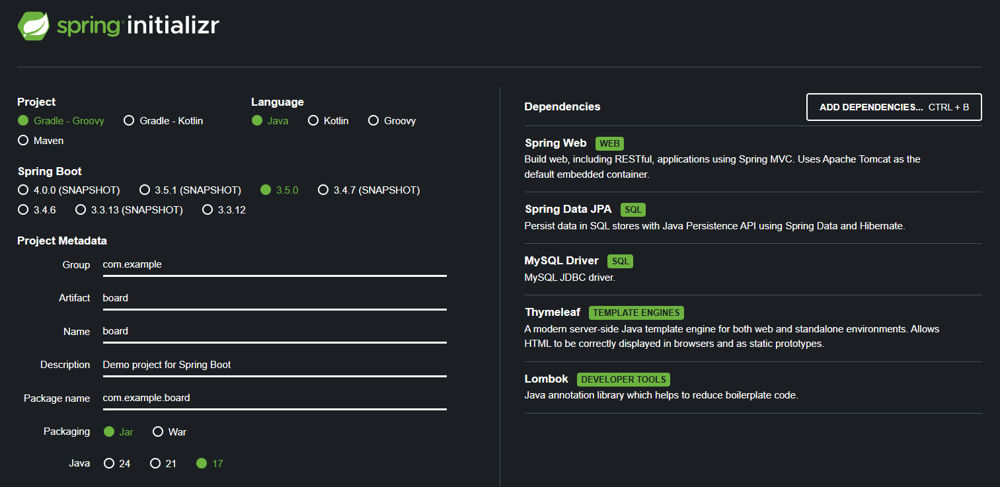 spring initializr
Project
Gradle - Groovy Gradle - Kotlin
Maven
Language
Java Kotlin Groovy
Spring Boot
4.0.0 (SNAPSHOT) 3.5.1 (SNAPSHOT) 3.5.0 3.4.7 (SNAPSHOT)
3.4.6 3.3.13 (SNAPSHOT) 3.3.12
Project Metadata
Group com.example
Artifact board
Name board
Description Demo project for Spring Boot
Package name com.example.board
Packaging Jar War
Java 24 21 17
Dependencies
ADD DEPENDENCIES... CTRL + B
Spring Web WEB
Build web, including RESTful, applications using Spring MVC. Uses Apache Tomcat as the
default embedded container.
Spring Data JPA SQL
Persist data in SQL stores with Java Persistence API using Spring Data and Hibernate.
MySQL Driver SQL
MySQL JDBC driver.
Thymeleaf TEMPLATE ENGINES
A modern server-side Java template engine for both web and standalone environments. Allows
HTML to be correctly displayed in browsers and as static prototypes.
Lombok DEVELOPER TOOLS
Java annotation library which helps to reduce boilerplate code.